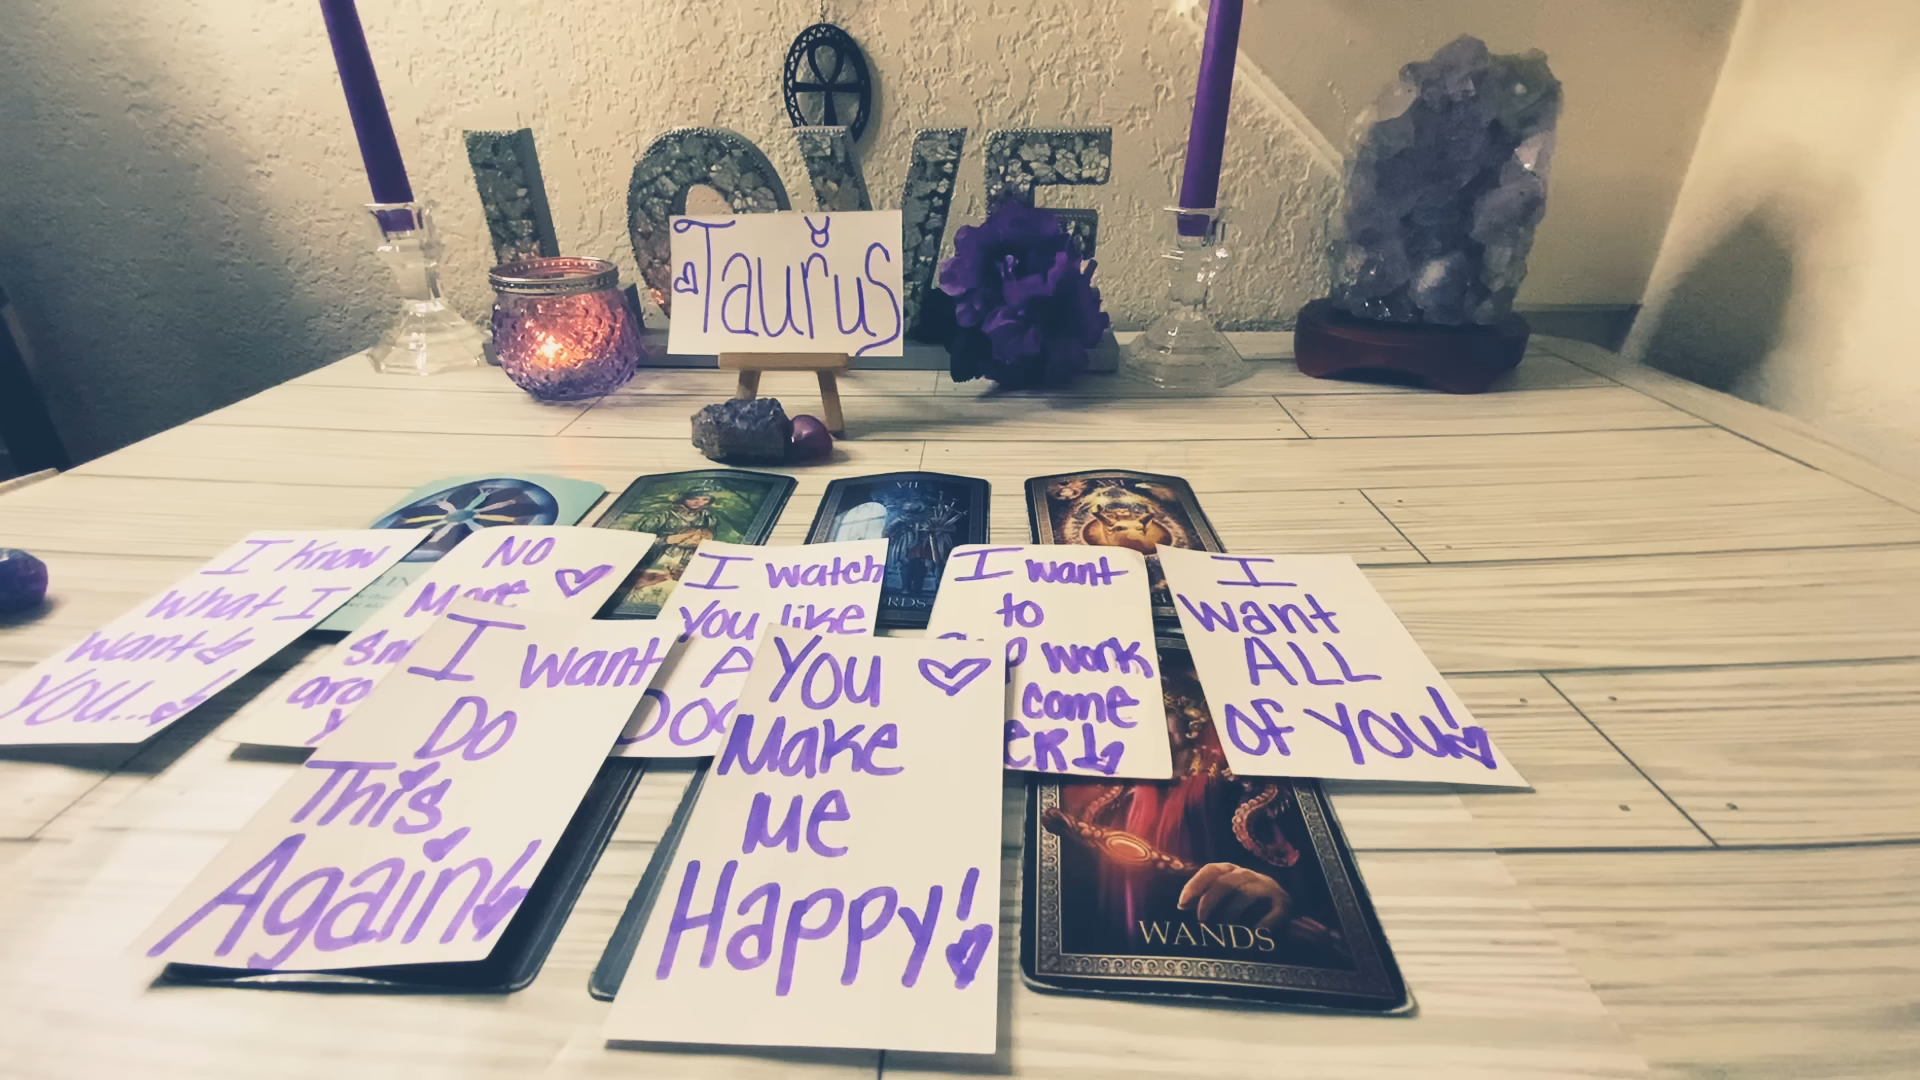 LOVE
Taurus
VII
I know
what I
want
YOU...
NO
More
I watch
you like
A
I want
to
work
come
I
want
ALL
of YOU!
I want
Do
This
Again!
You
Make
Me
Happy!
WANDS